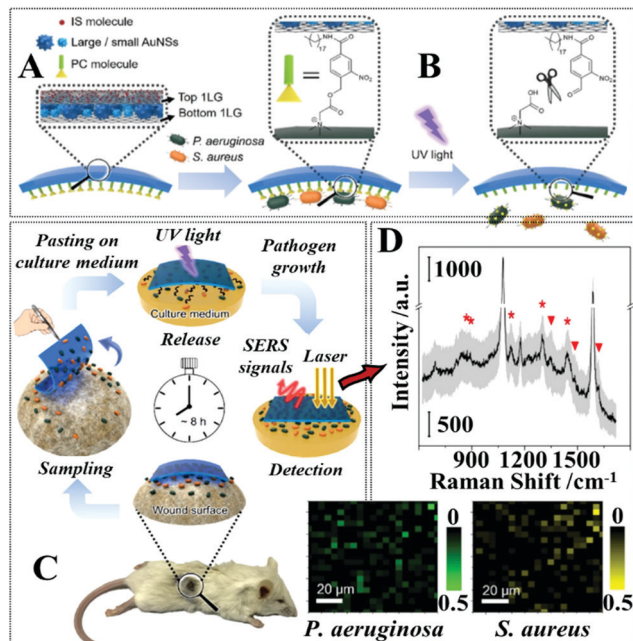 IS molecule
Large / small AuNSs
PC molecule
A
Top 1LG
Bottom 1LG
P. aeruginosa
S. aureus
=
NH
17
NO₂
O
O
O
N
⊕
B
UV light
NH
17
NO₂
O
O
OH
O
N
⊕
Pasting on
culture medium
UV light
Culture medium
Pathogen
growth
Release
~ 8 h
SERS
signals
Laser
Detection
Sampling
Wound surface
C
D
1000
500
Intensity /a.u.
900 1200 1500
Raman Shift /cm⁻¹
20 µm
0
0.5
P. aeruginosa
20 µm
0
0.5
S. aureus